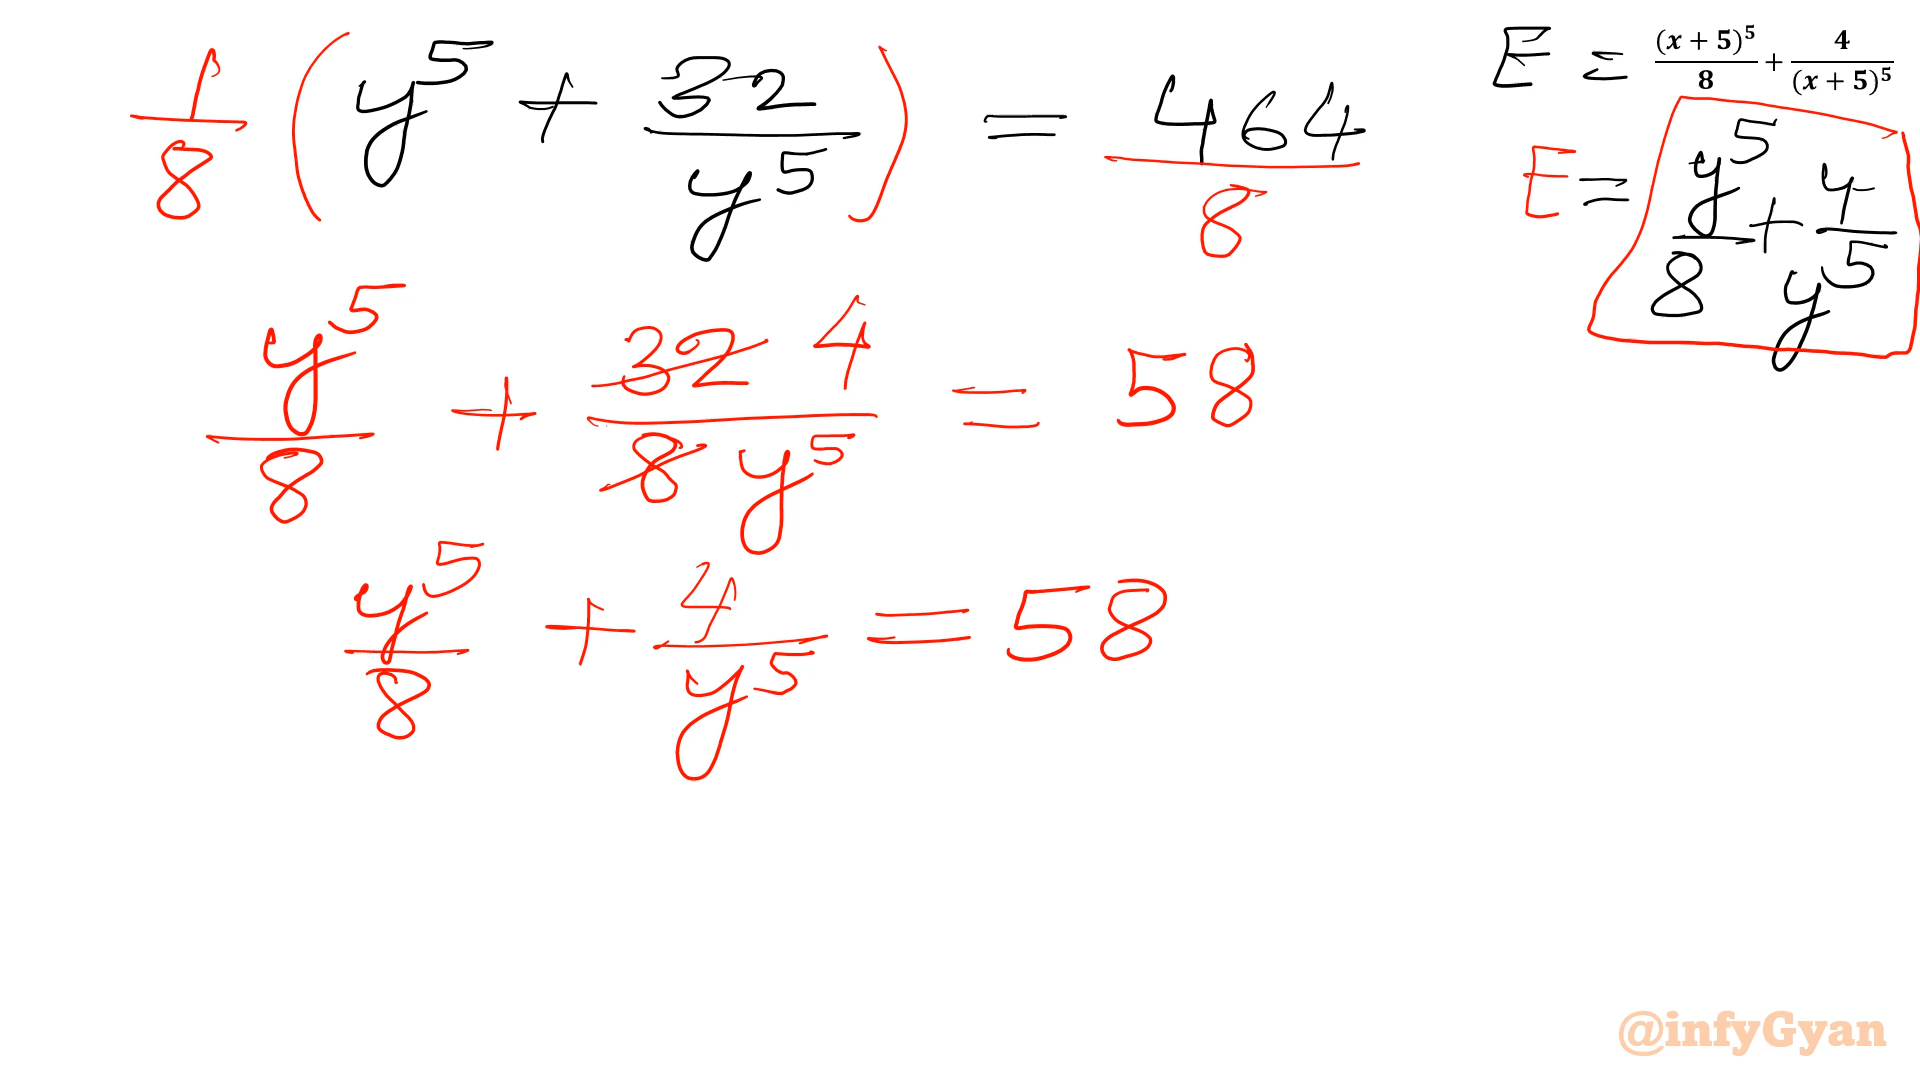 1/8 (y^5 + 32/y^5) = 464/8
E = (x + 5)^5/8 + 4/(x + 5)^5
E = y^5/8 + 4/y^5
y^5/8 + 32 4/8 y^5 = 58
y^5/8 + 4/y^5 = 58
@infyGyan